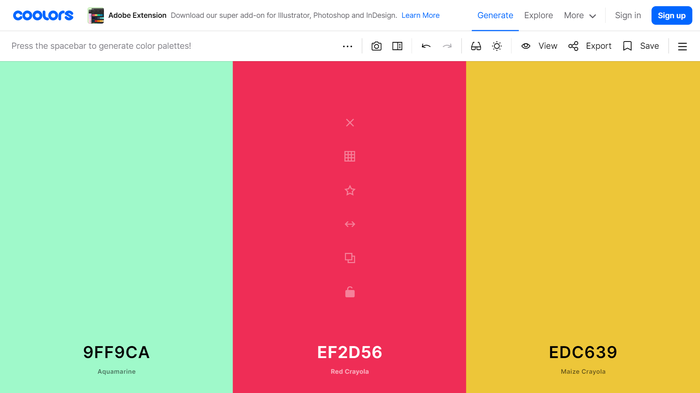 coolors
Adobe Extension Download our super add-on for Illustrator, Photoshop and InDesign. Learn More
Generate
Explore
More
Sign in
Sign up
Press the spacebar to generate color palettes!
View
Export
Save
9FF9CA
Aquamarine
EF2D56
Red Crayola
EDC639
Maize Crayola